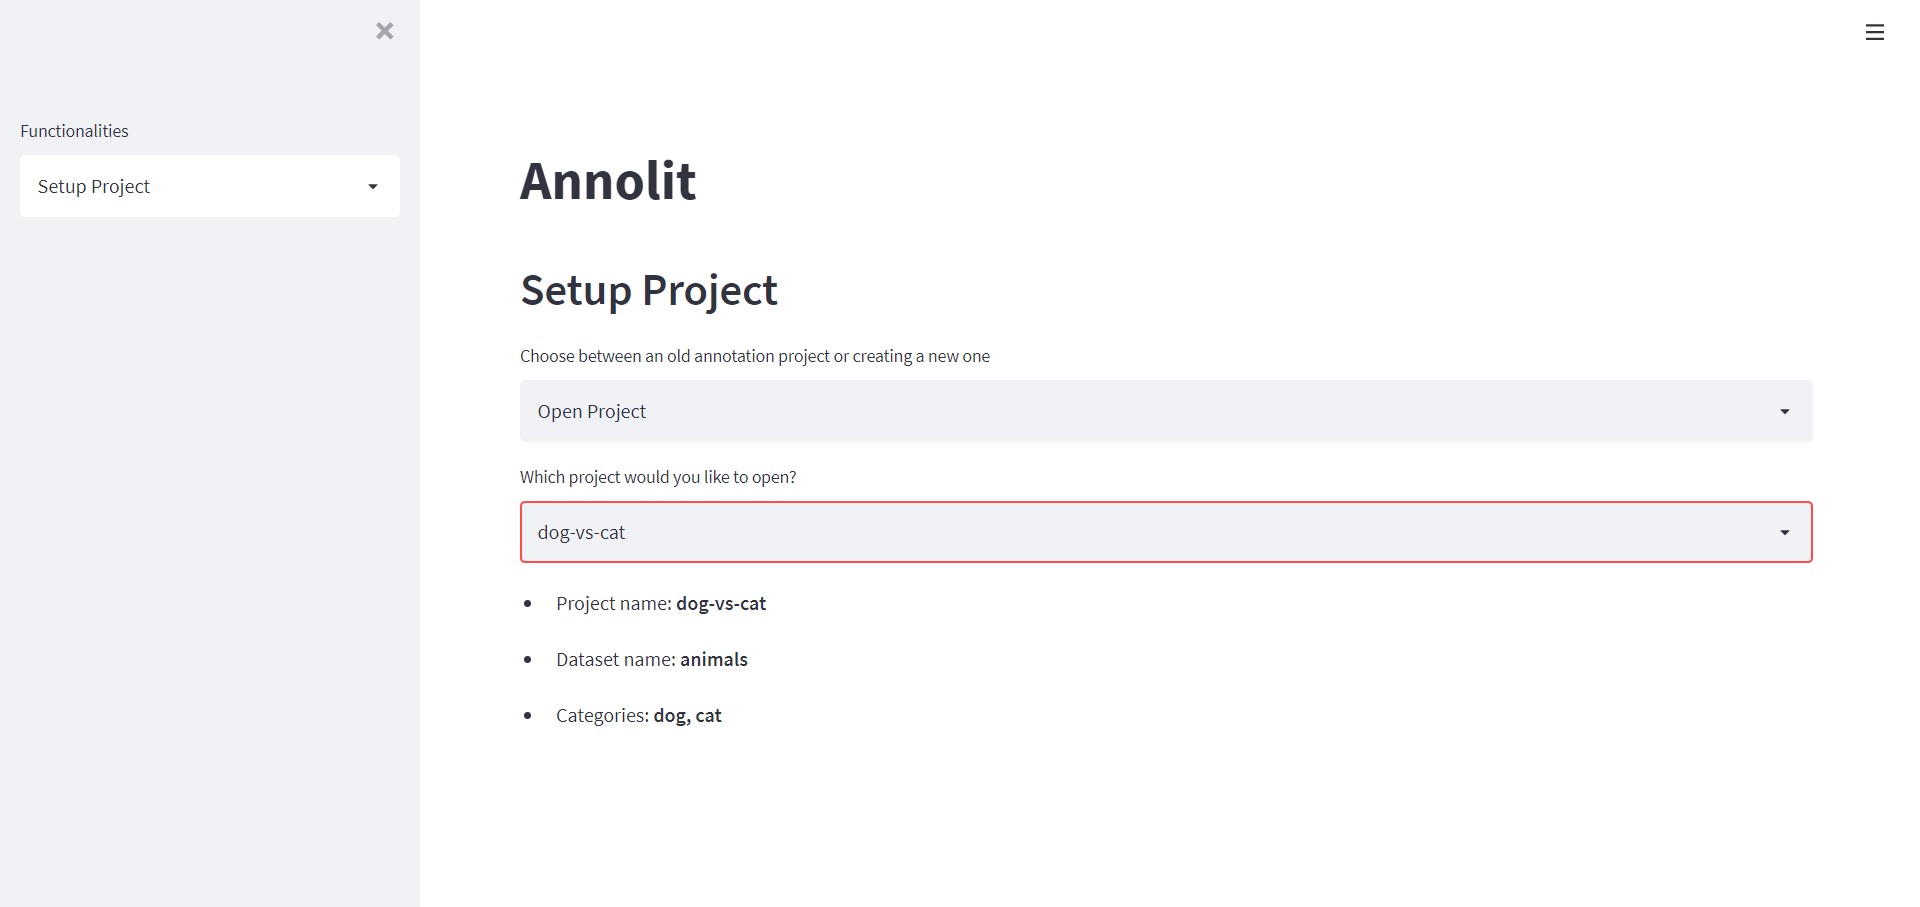 Functionalities
Setup Project
Annolit
Setup Project
Choose between an old annotation project or creating a new one
Open Project
Which project would you like to open?
dog-vs-cat
Project name: dog-vs-cat
Dataset name: animals
Categories: dog, cat